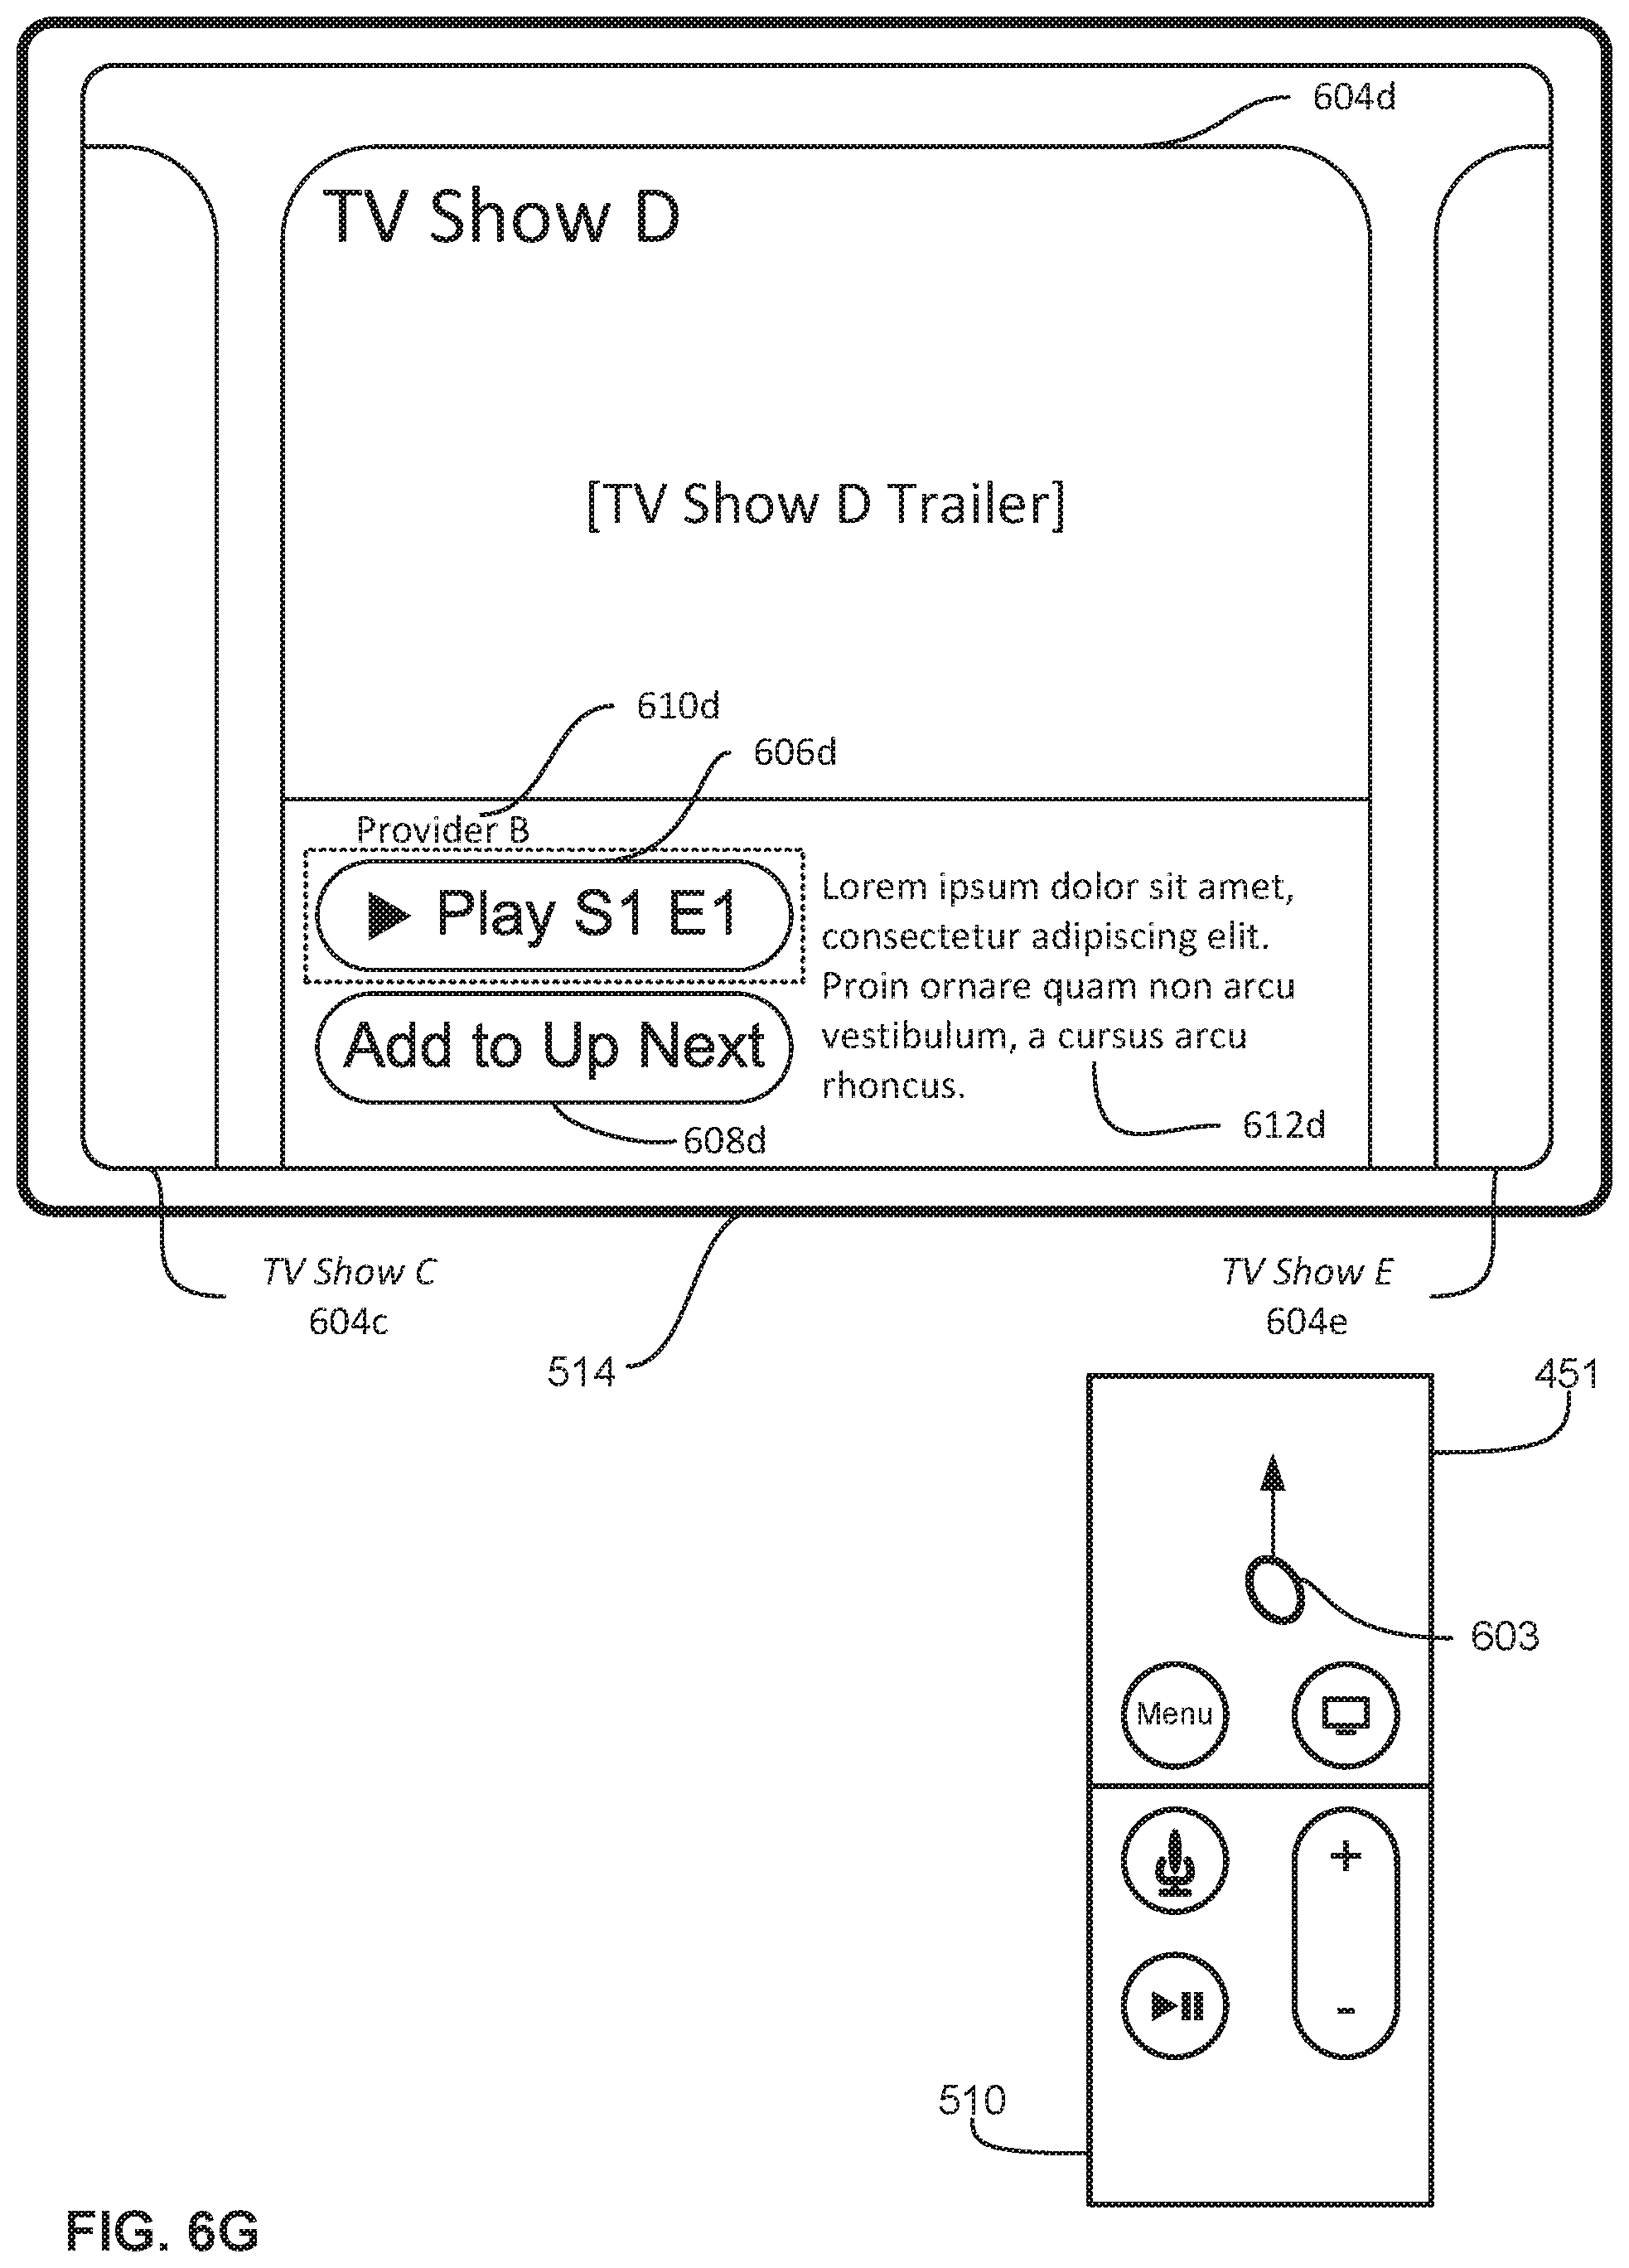 604d
TV Show D
[TV Show D Trailer]
610d
606d
Provider B
▶ Play S1 E1
Add to Up Next
608d
Lorem ipsum dolor sit amet,
consectetur adipiscing elit.
Proin ornare quam non arcu
vestibulum, a cursus arcu
rhoncus.
612d
TV Show C
604c
TV Show E
604e
514
451
603
Menu
+
-
510
FIG. 6G